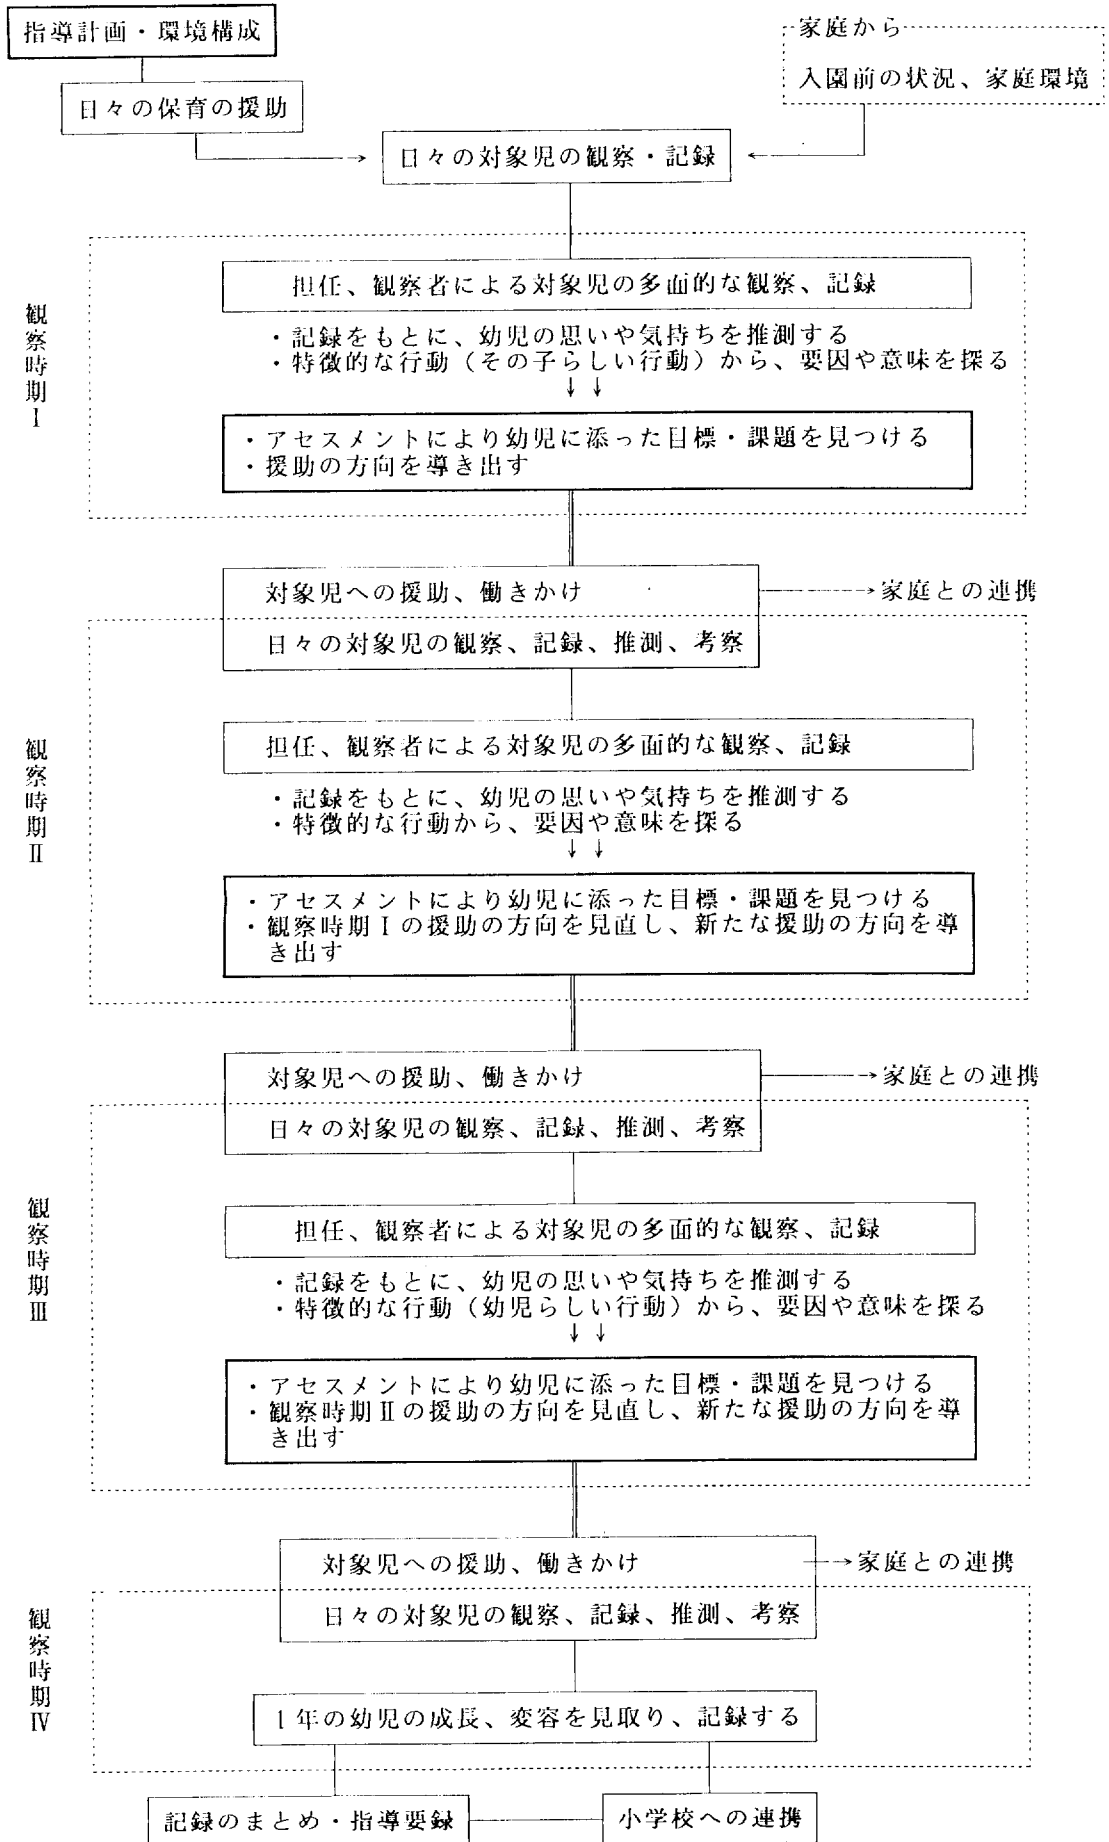 指導計画・環境構成
家庭から
入園前の状況、家庭環境
日々の保育の援助
日々の対象児の観察・記録
観察時期Ⅰ
担任、観察者による対象児の多面的な観察、記録
・記録をもとに、幼児の思いや気持ちを推測する
・特徴的な行動（その子らしい行動）から、要因や意味を探る
↓ ↓
・アセスメントにより幼児に添った目標・課題を見つける
・援助の方向を導き出す
対象児への援助、働きかけ
→家庭との連携
日々の対象児の観察、記録、推測、考察
観察時期Ⅱ
担任、観察者による対象児の多面的な観察、記録
・記録をもとに、幼児の思いや気持ちを推測する
・特徴的な行動から、要因や意味を探る
↓ ↓
・アセスメントにより幼児に添った目標・課題を見つける
・観察時期Ⅰの援助の方向を見直し、新たな援助の方向を導
き出す
対象児への援助、働きかけ
→家庭との連携
日々の対象児の観察、記録、推測、考察
観察時期Ⅲ
担任、観察者による対象児の多面的な観察、記録
・記録をもとに、幼児の思いや気持ちを推測する
・特徴的な行動（幼児らしい行動）から、要因や意味を探る
↓ ↓
・アセスメントにより幼児に添った目標・課題を見つける
・観察時期Ⅱの援助の方向を見直し、新たな援助の方向を導
き出す
対象児への援助、働きかけ
→家庭との連携
日々の対象児の観察、記録、推測、考察
観察時期Ⅳ
1年の幼児の成長、変容を見取り、記録する
記録のまとめ・指導要録
小学校への連携